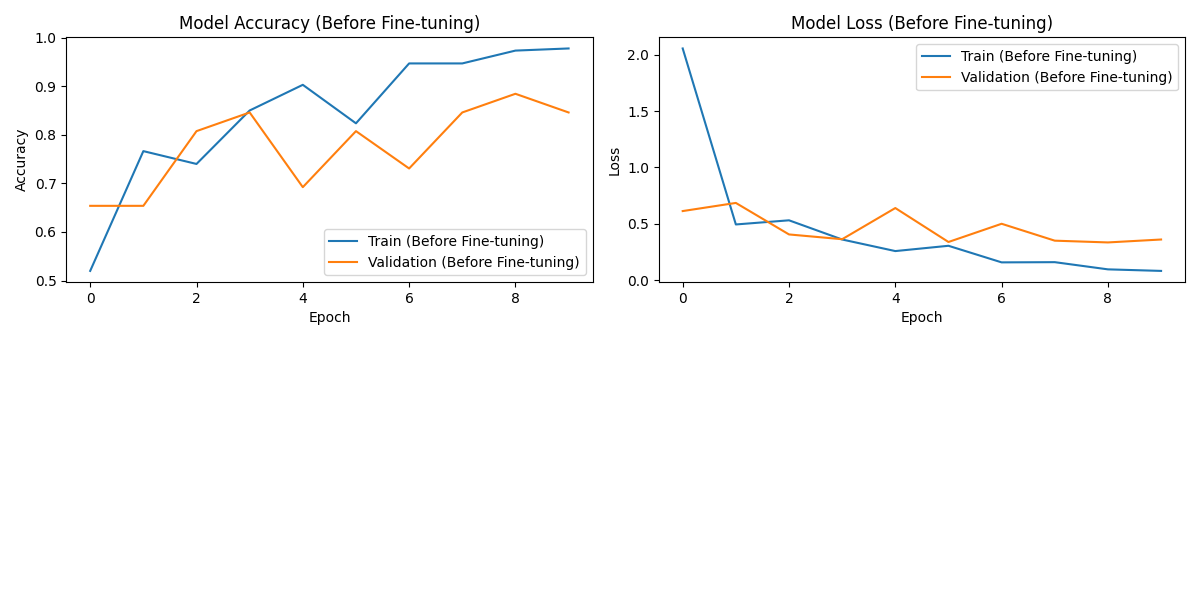 Model Accuracy (Before Fine-tuning)
1.0
0.9
0.8
0.7
0.6
0.5
Accuracy
0 2 4 6 8
Epoch
Train (Before Fine-tuning)
Validation (Before Fine-tuning)
Model Loss (Before Fine-tuning)
2.0
1.5
1.0
0.5
0.0
Loss
0 2 4 6 8
Epoch
Train (Before Fine-tuning)
Validation (Before Fine-tuning)